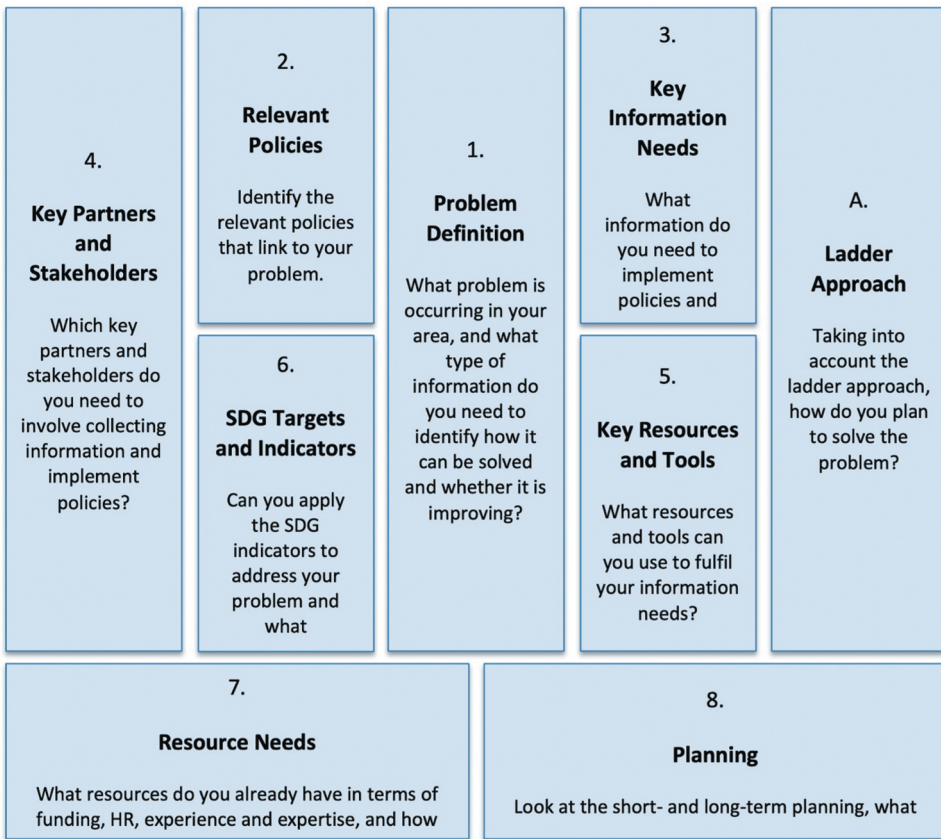 4.
Key Partners
and
Stakeholders
Which key
partners and
stakeholders do
you need to
involve collecting
information and
implement
policies?
2.
Relevant
Policies
Identify the
relevant policies
that link to your
problem.
6.
SDG Targets
and Indicators
Can you apply
the SDG
indicators to
address your
problem and
what
1.
Problem
Definition
What problem is
occurring in your
area, and what
type of
information do
you need to
identify how it
can be solved
and whether it is
improving?
3.
Key
Information
Needs
What
information do
you need to
implement
policies and
5.
Key Resources
and Tools
What resources
and tools can
you use to fulfil
your information
needs?
A.
Ladder
Approach
Taking into
account the
ladder approach,
how do you plan
to solve the
problem?
7.
Resource Needs
What resources do you already have in terms of
funding, HR, experience and expertise, and how
8.
Planning
Look at the short- and long-term planning, what